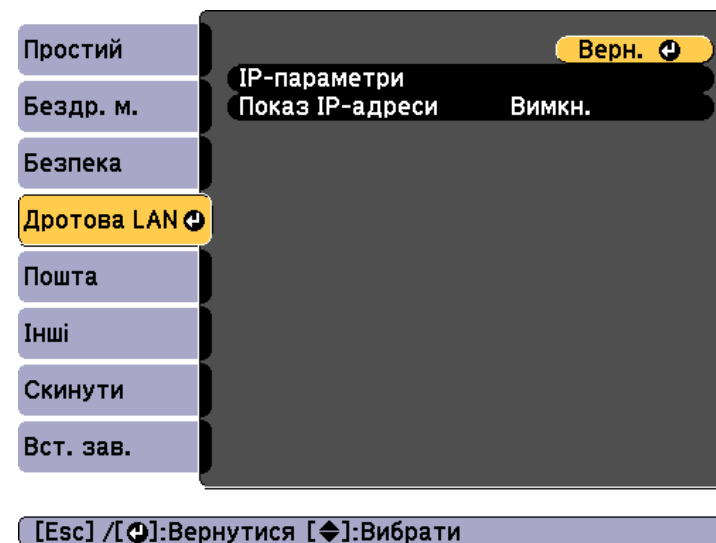 Простий
Бездр. м.
Безпека
Дротова LAN
Пошта
Інші
Скинути
Вст. зав.
Верн.
IP-параметри
Показ IP-адреси Вимкн.
[Esc] /[⏎]:Вернутися [◆]:Вибрати